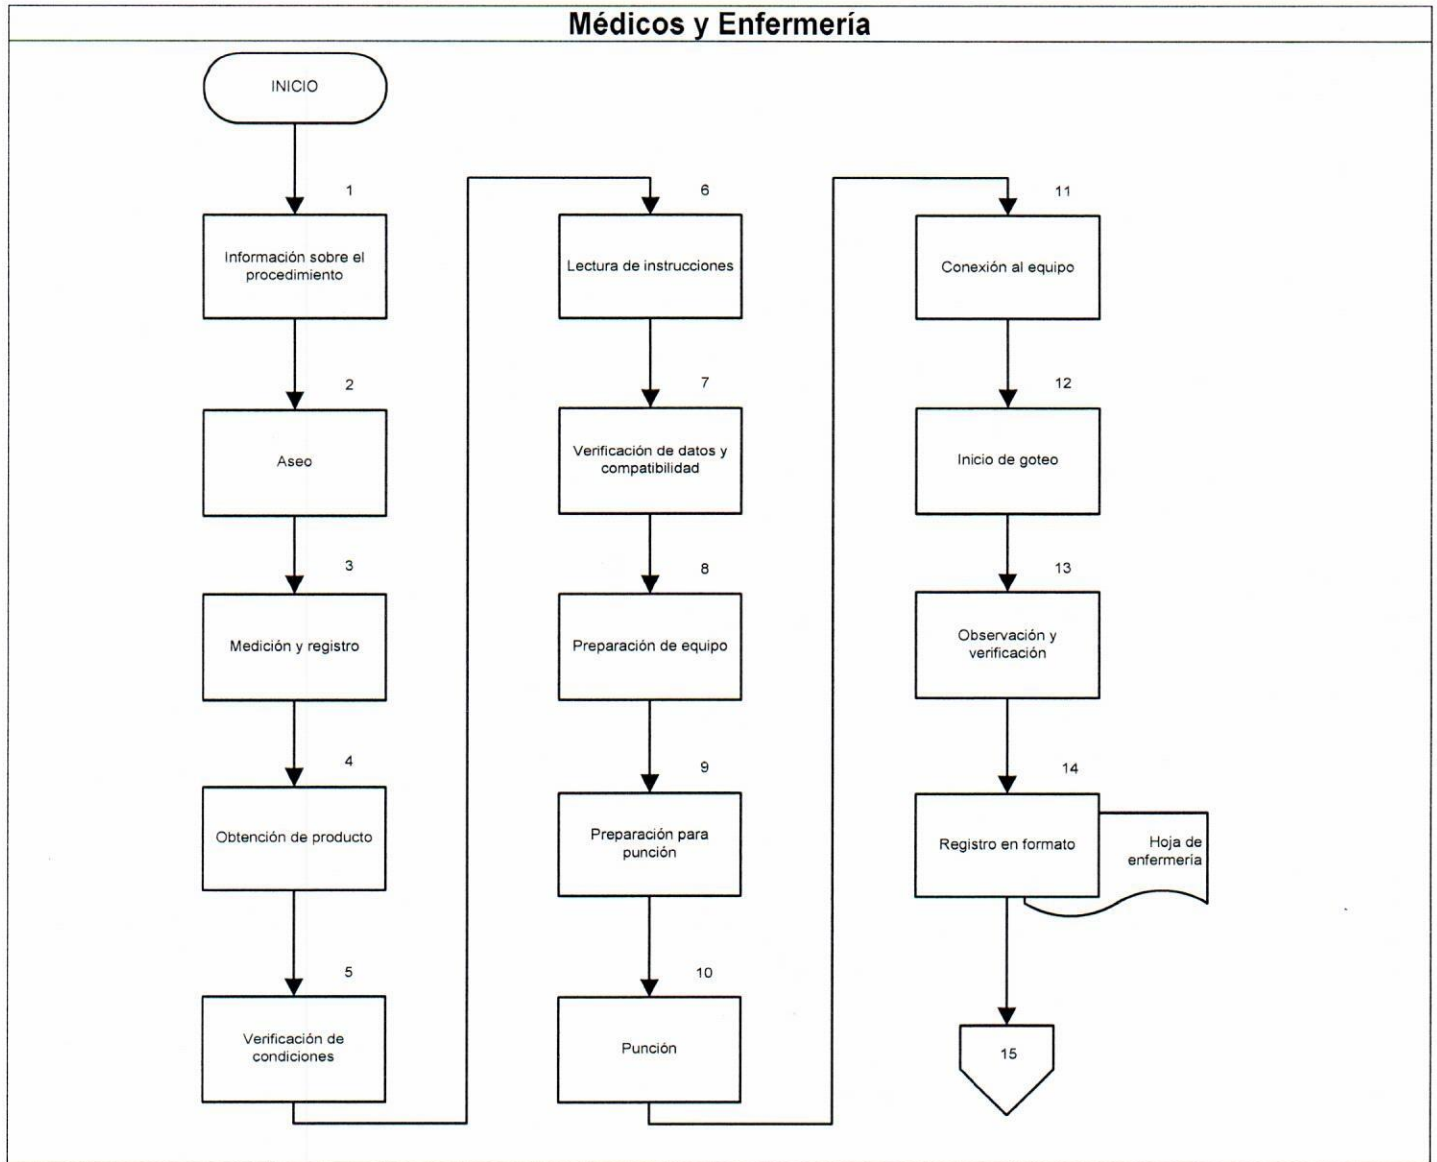 Médicos y Enfermería
INICIO
1
Información sobre el
procedimiento
2
Aseo
3
Medición y registro
4
Obtención de producto
5
Verificación de
condiciones
6
Lectura de instrucciones
7
Verificación de datos y
compatibilidad
8
Preparación de equipo
9
Preparación para
punción
10
Punción
11
Conexión al equipo
12
Inicio de goteo
13
Observación y
verificación
14
Registro en formato
Hoja de
enfermería
15